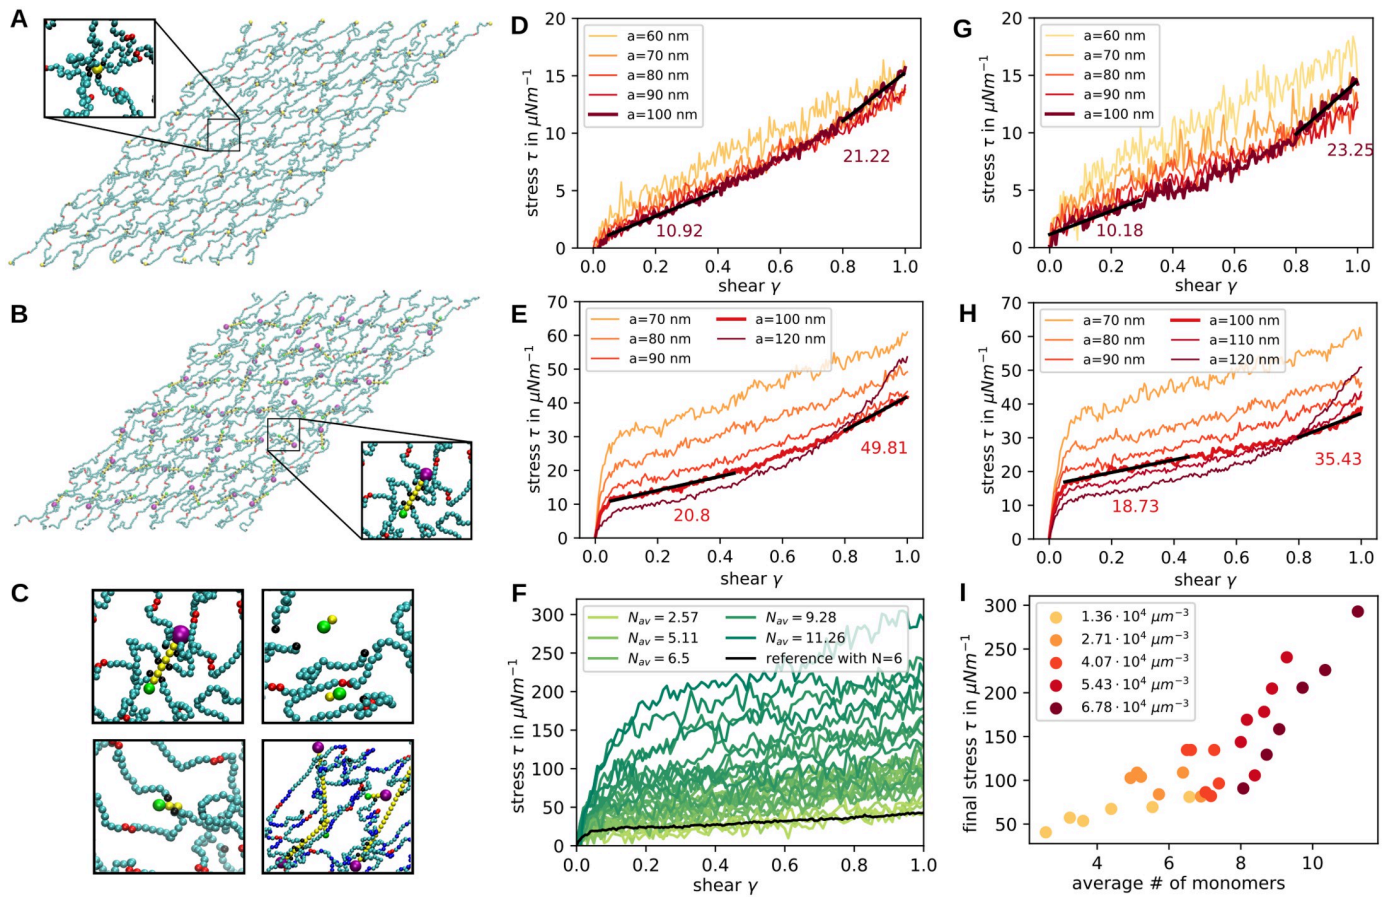 A
B
C
D
20
15
10
5
0
stress τ in μNm⁻¹
a=60 nm
a=70 nm
a=80 nm
a=90 nm
a=100 nm
21.22
10.92
0.0 0.2 0.4 0.6 0.8 1.0
shear γ
G
20
15
10
5
0
stress τ in μNm⁻¹
a=60 nm
a=70 nm
a=80 nm
a=90 nm
a=100 nm
23.25
10.18
0.0 0.2 0.4 0.6 0.8 1.0
shear γ
E
70
60
50
40
30
20
10
0
stress τ in μNm⁻¹
a=70 nm a=100 nm
a=80 nm a=120 nm
a=90 nm
49.81
20.8
0.0 0.2 0.4 0.6 0.8 1.0
shear γ
H
70
60
50
40
30
20
10
0
stress τ in μNm⁻¹
a=70 nm a=100 nm
a=80 nm a=110 nm
a=90 nm a=120 nm
35.43
18.73
0.0 0.2 0.4 0.6 0.8 1.0
shear γ
F
300
250
200
150
100
50
0
stress τ in μNm⁻¹
N_av = 2.57 N_av = 9.28
N_av = 5.11 N_av = 11.26
N_av = 6.5 reference with N=6
0.0 0.2 0.4 0.6 0.8 1.0
shear γ
I
300
250
200
150
100
50
final stress τ in μNm⁻¹
1.36 · 10⁴ μm⁻³
2.71 · 10⁴ μm⁻³
4.07 · 10⁴ μm⁻³
5.43 · 10⁴ μm⁻³
6.78 · 10⁴ μm⁻³
4 6 8 10
average # of monomers